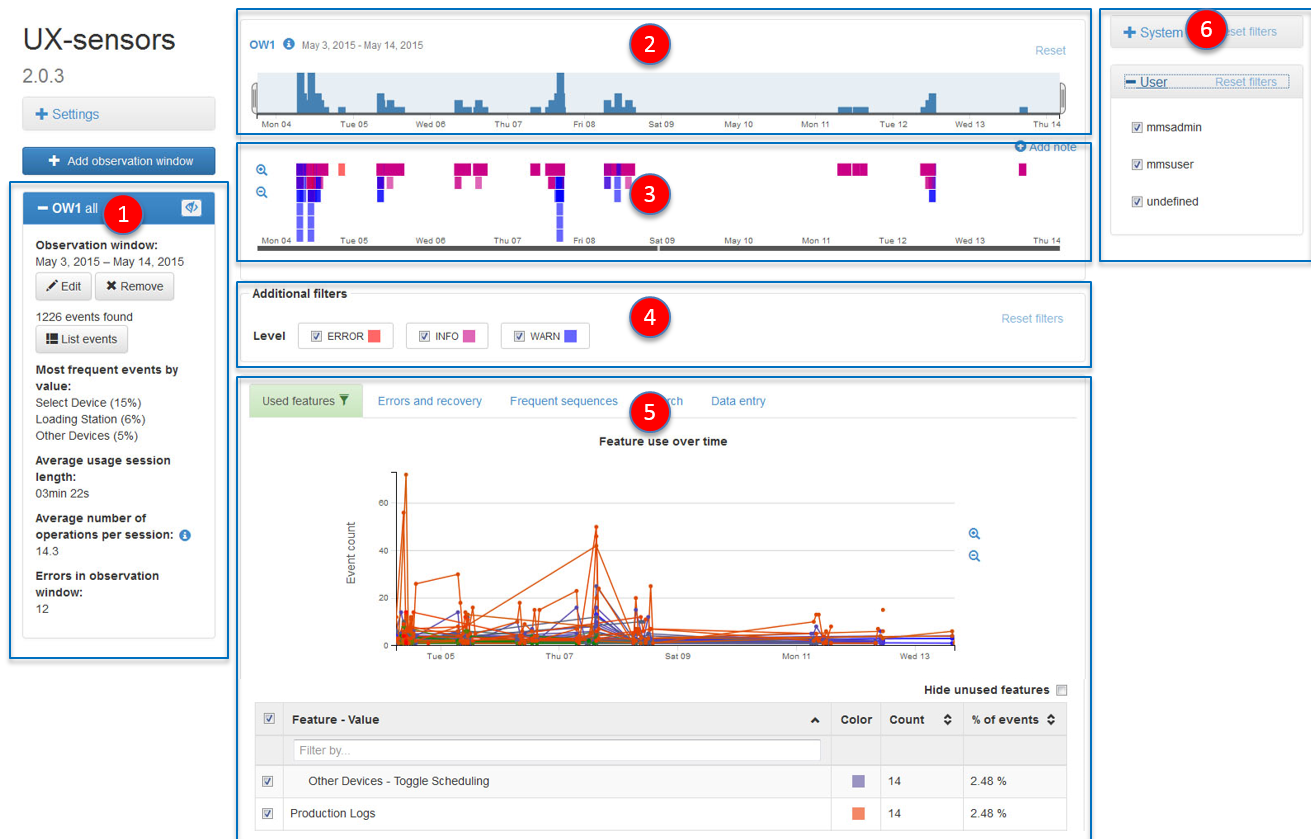 UX-sensors
2.0.3
Settings
Add observation window
OW1 all
1
Observation window:
May 3, 2015 – May 14, 2015
Edit
Remove
1226 events found
List events
Most frequent events by
value:
Select Device (15%)
Loading Station (6%)
Other Devices (5%)
Average usage session
length:
03min 22s
Average number of
operations per session:
14.3
Errors in observation
window:
12
OW1 May 3, 2015 - May 14, 2015
2
Reset
Mon 04 Tue 05 Wed 06 Thu 07 Fri 08 Sat 09 May 10 Mon 11 Tue 12 Wed 13 Thu 14
Add note
3
Mon 04 Tue 05 Wed 06 Thu 07 Fri 08 Sat 09 May 10 Mon 11 Tue 12 Wed 13 Thu 14
Additional filters
4
Reset filters
Level ERROR INFO WARN
Used features Errors and recovery Frequent sequences Data entry
5
Feature use over time
Event count
60
40
20
0
Tue 05 Thu 07 Sat 09 Mon 11 Wed 13
Hide unused features
Feature - Value Color Count % of events
Filter by...
Other Devices - Toggle Scheduling 14 2.48 %
Production Logs 14 2.48 %
System 6 filters
User Reset filters
mmsadmin
mmsuser
undefined